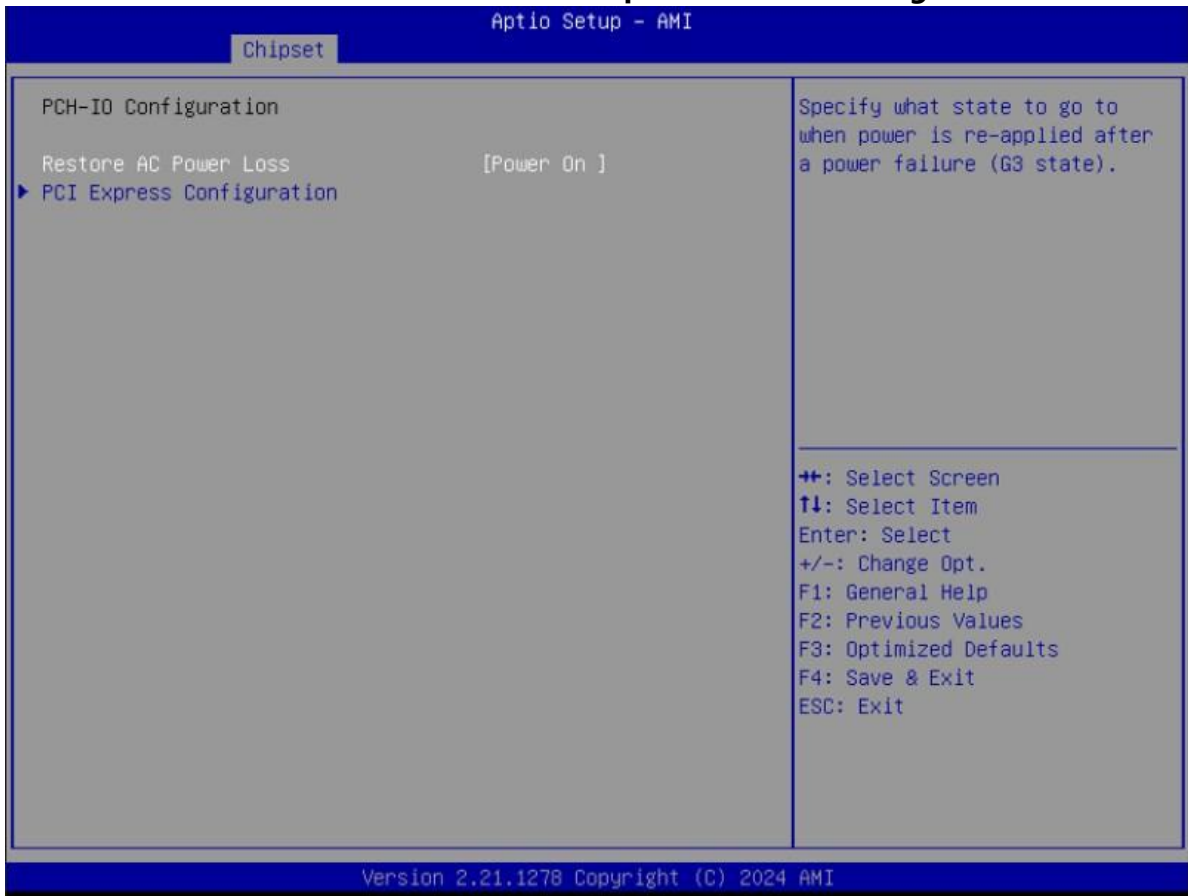 Aptio Setup – AMI
Chipset
PCH-IO Configuration
Restore AC Power Loss [Power On ]
PCI Express Configuration
Specify what state to go to
when power is re-applied after
a power failure (G3 state).
→←: Select Screen
↑↓: Select Item
Enter: Select
+/-: Change Opt.
F1: General Help
F2: Previous Values
F3: Optimized Defaults
F4: Save & Exit
ESC: Exit
Version 2.21.1278 Copyright (C) 2024 AMI